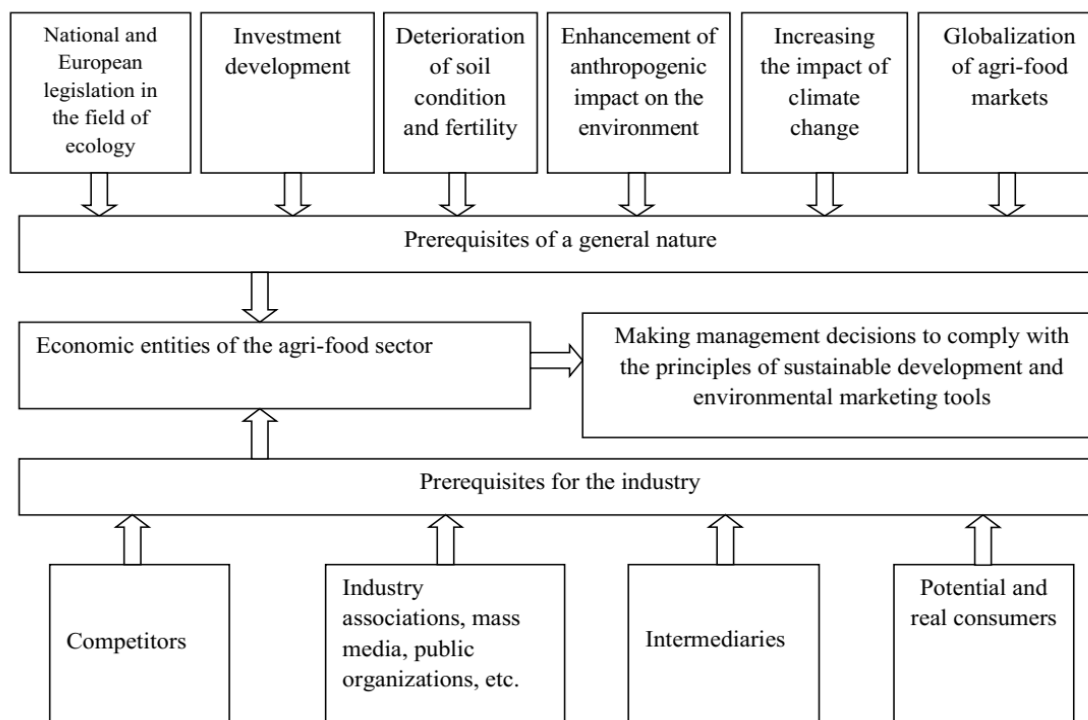 National and
European
legislation in
the field of
ecology
Investment
development
Deterioration
of soil
condition
and fertility
Enhancement of
anthropogenic
impact on the
environment
Increasing
the impact of
climate
change
Globalization
of agri-food
markets
Prerequisites of a general nature
Economic entities of the agri-food sector
Making management decisions to comply with
the principles of sustainable development and
environmental marketing tools
Prerequisites for the industry
Competitors
Industry
associations, mass
media, public
organizations, etc.
Intermediaries
Potential and
real consumers